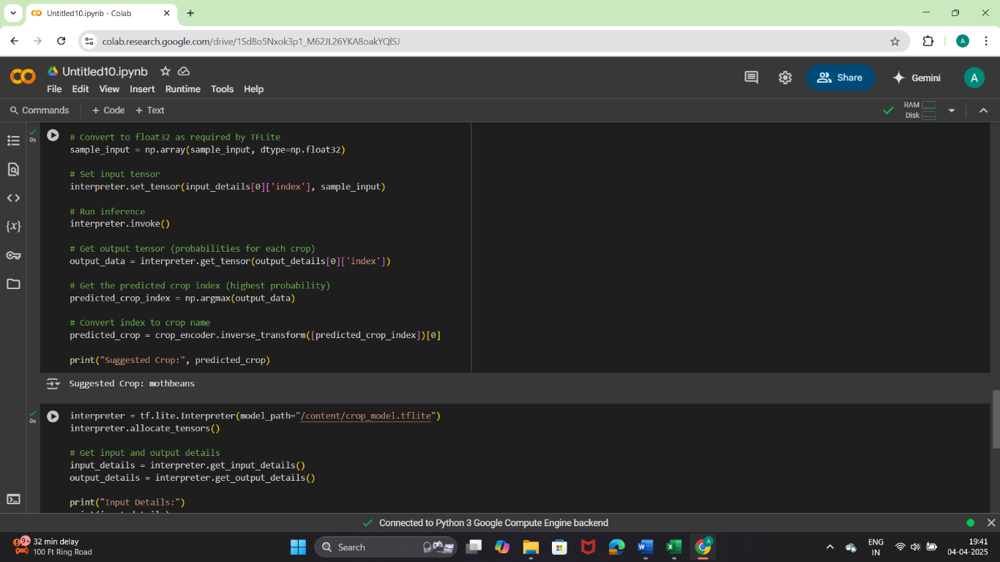 Untitled10.ipynb - Colab
colab.research.google.com/drive/1Sd8o5Nxok3p1_M62JL26YKA8oakYQlSJ
A
Untitled10.ipynb
File Edit View Insert Runtime Tools Help
Share
Gemini
A
Commands
+ Code
+ Text
RAM
Disk
0s
# Convert to float32 as required by TFLite
sample_input = np.array(sample_input, dtype=np.float32)
# Set input tensor
interpreter.set_tensor(input_details[0]['index'], sample_input)
# Run inference
interpreter.invoke()
# Get output tensor (probabilities for each crop)
output_data = interpreter.get_tensor(output_details[0]['index'])
# Get the predicted crop index (highest probability)
predicted_crop_index = np.argmax(output_data)
# Convert index to crop name
predicted_crop = crop_encoder.inverse_transform([predicted_crop_index])[0]
print("Suggested Crop:", predicted_crop)
Suggested Crop: mothbeans
0s
interpreter = tf.lite.Interpreter(model_path="/content/crop_model.tflite")
interpreter.allocate_tensors()
# Get input and output details
input_details = interpreter.get_input_details()
output_details = interpreter.get_output_details()
print("Input Details:")
Connected to Python 3 Google Compute Engine backend
9+
32 min delay
100 Ft Ring Road
Search
ENG
IN
19:41
04-04-2025